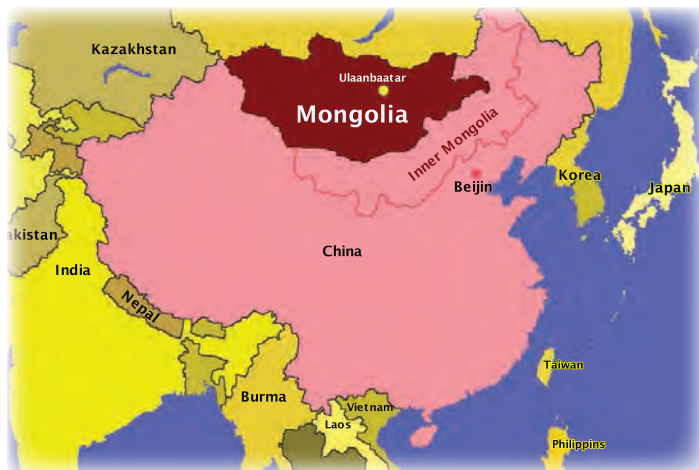 Kazakhstan
Ulaanbaatar
Mongolia
Inner Mongolia
Beijin
Korea
Japan
akistan
India
China
Nepal
Taiwan
Burma
Vietnam
Laos
Philippins